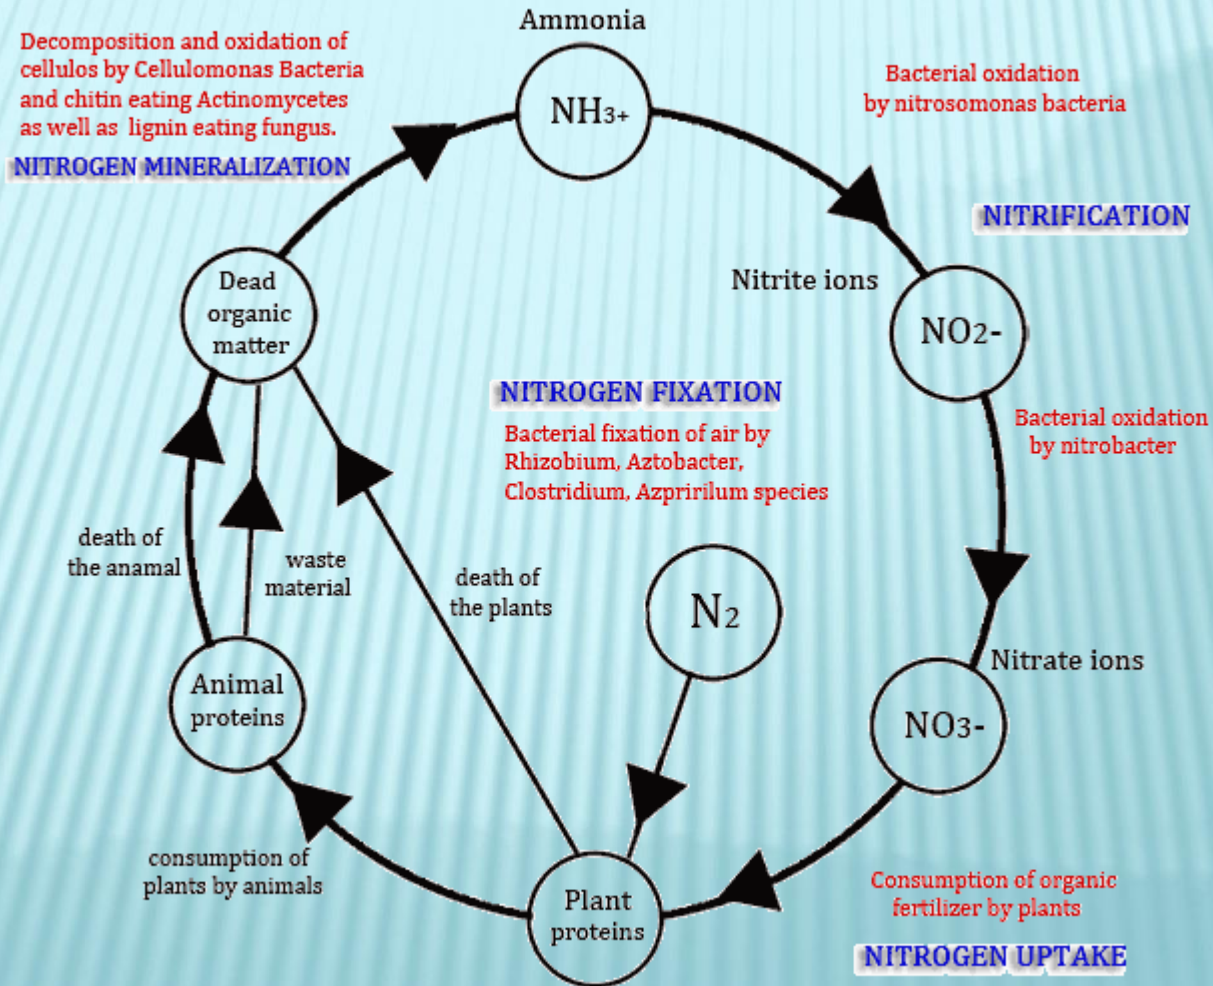 Ammonia
NH3+
Decomposition and oxidation of
cellulos by Cellulomonas Bacteria
and chitin eating Actinomycetes
as well as lignin eating fungus.
NITROGEN MINERALIZATION
Bacterial oxidation
by nitrosomonas bacteria
NITRIFICATION
Nitrite ions
NO2-
Dead
organic
matter
NITROGEN FIXATION
Bacterial fixation of air by
Rhizobium, Aztobacter,
Clostridium, Azpririlum species
Bacterial oxidation
by nitrobacter
death of
the anamal
waste
material
death of
the plants
N2
Nitrate ions
NO3-
Animal
proteins
consumption of
plants by animals
Plant
proteins
Consumption of organic
fertilizer by plants
NITROGEN UPTAKE